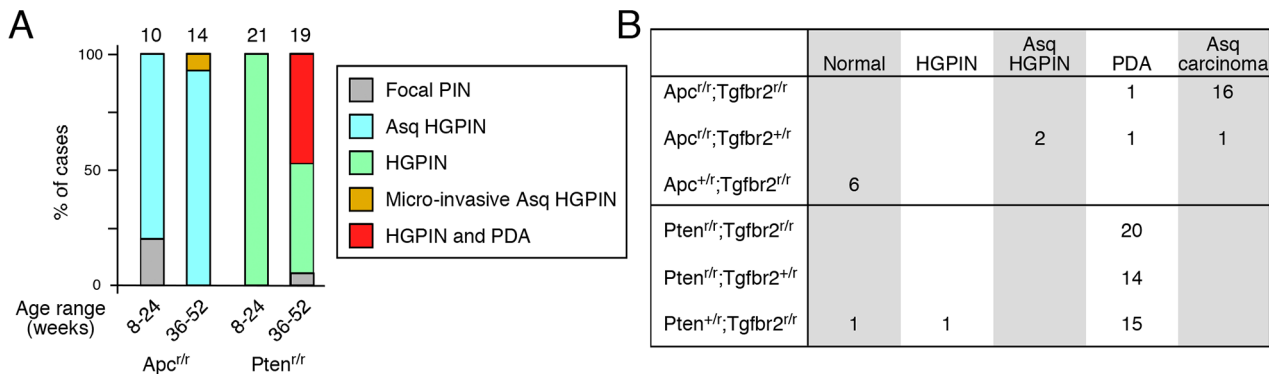 A
10 14 21 19
100
50
0
% of cases
Age range
(weeks)
8-24 36-52 8-24 36-52
Apcr/r Ptenr/r
Focal PIN
Asq HGPIN
HGPIN
Micro-invasive Asq HGPIN
HGPIN and PDA
B
Normal HGPIN Asq HGPIN PDA Asq carcinoma
Apcr/r;Tgfbr2r/r 1 16
Apcr/r;Tgfbr2+/r 2 1 1
Apc+/r;Tgfbr2r/r 6
Ptenr/r;Tgfbr2r/r 20
Ptenr/r;Tgfbr2+/r 14
Pten+/r;Tgfbr2r/r 1 1 15